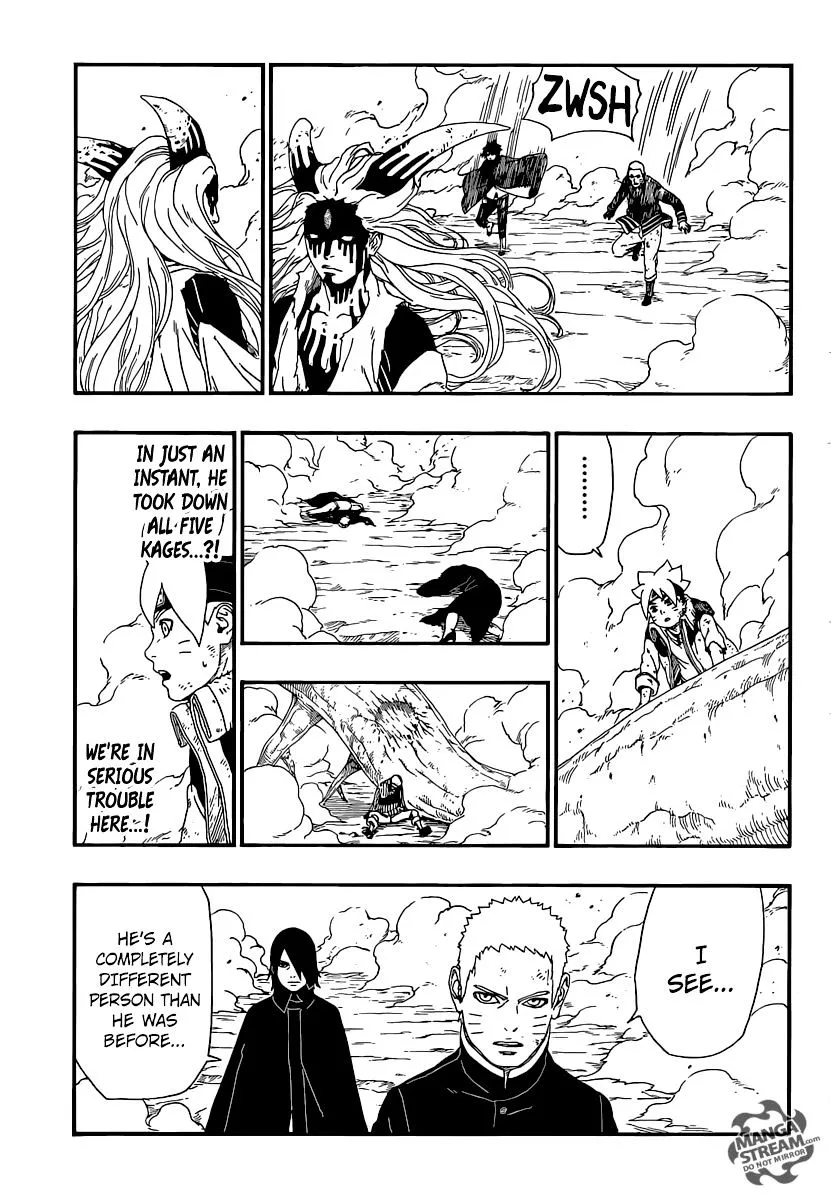 ZWSH
.........
IN JUST AN
INSTANT, HE
TOOK DOWN
ALL FIVE
KAGES...?!
WE'RE IN
SERIOUS
TROUBLE
HERE...!
I
SEE...
HE'S A
COMPLETELY
DIFFERENT
PERSON THAN
HE WAS
BEFORE...
MANGA
STREAM.com
DO NOT MIRROR!